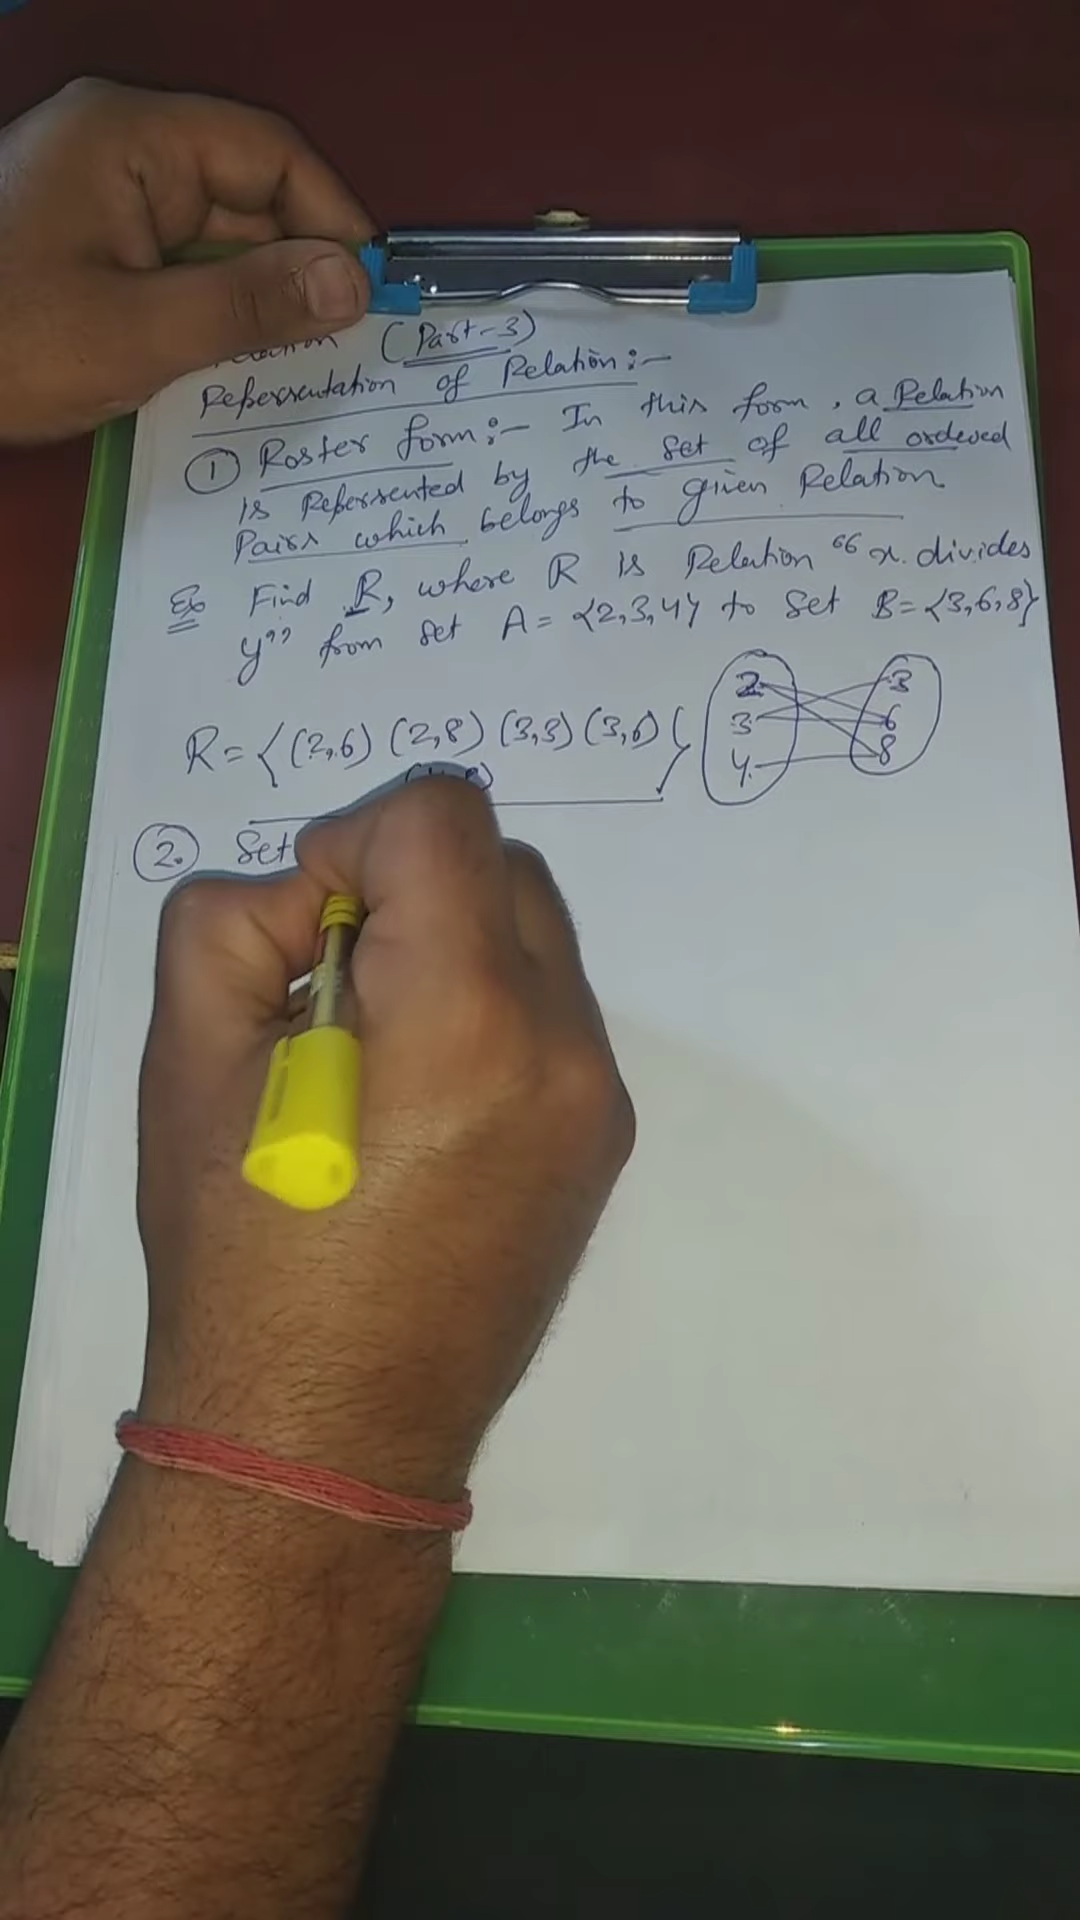 (Part-3)
Representation of Relation:-
① Roster form:- In this form, a Relation
is Represented by the set of all ordered
Pairs which belongs to given Relation
Ex Find R, where R is Relation "x divides
y" from set A = {2,3,4} to set B = {3,6,8}
R = {(2,6) (2,8) (3,3) (3,6)
}
2 3
3 6
4 8
②. Set